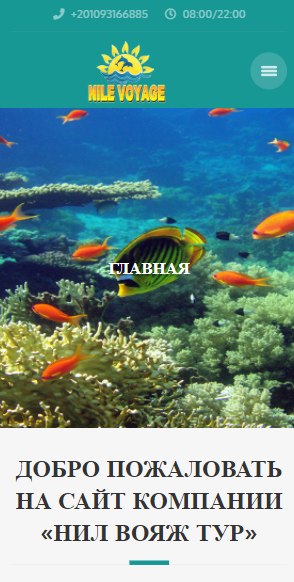 +201093166885 08:00/22:00
NILE VOYAGE
ГЛАВНАЯ
ДОБРО ПОЖАЛОВАТЬ
НА САЙТ КОМПАНИИ
«НИЛ ВОЯЖ ТУР»